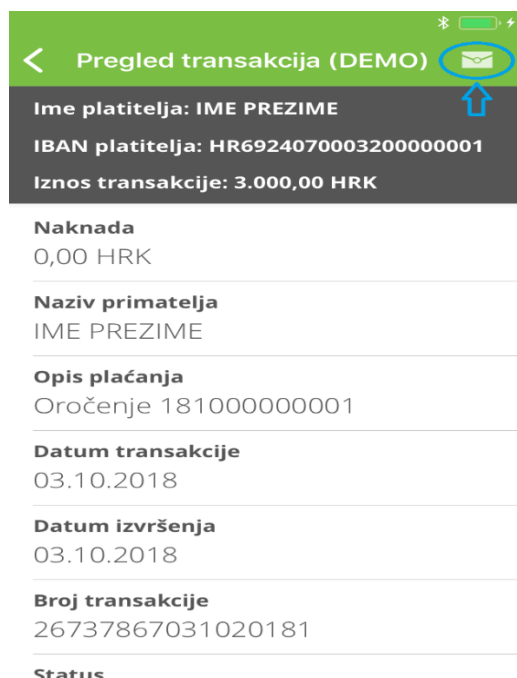 Pregled transakcija (DEMO)
Ime platitelja: IME PREZIME
IBAN platitelja: HR6924070003200000001
Iznos transakcije: 3.000,00 HRK
Naknada
0,00 HRK
Naziv primatelja
IME PREZIME
Opis plaćanja
Oročenje 181000000001
Datum transakcije
03.10.2018
Datum izvršenja
03.10.2018
Broj transakcije
26737867031020181
Status